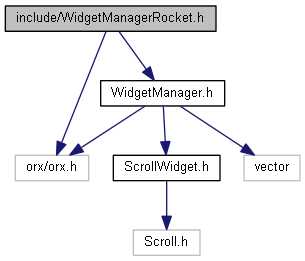 include/WidgetManagerRocket.h
WidgetManager.h
orx/orx.h
ScrollWidget.h
vector
Scroll.h